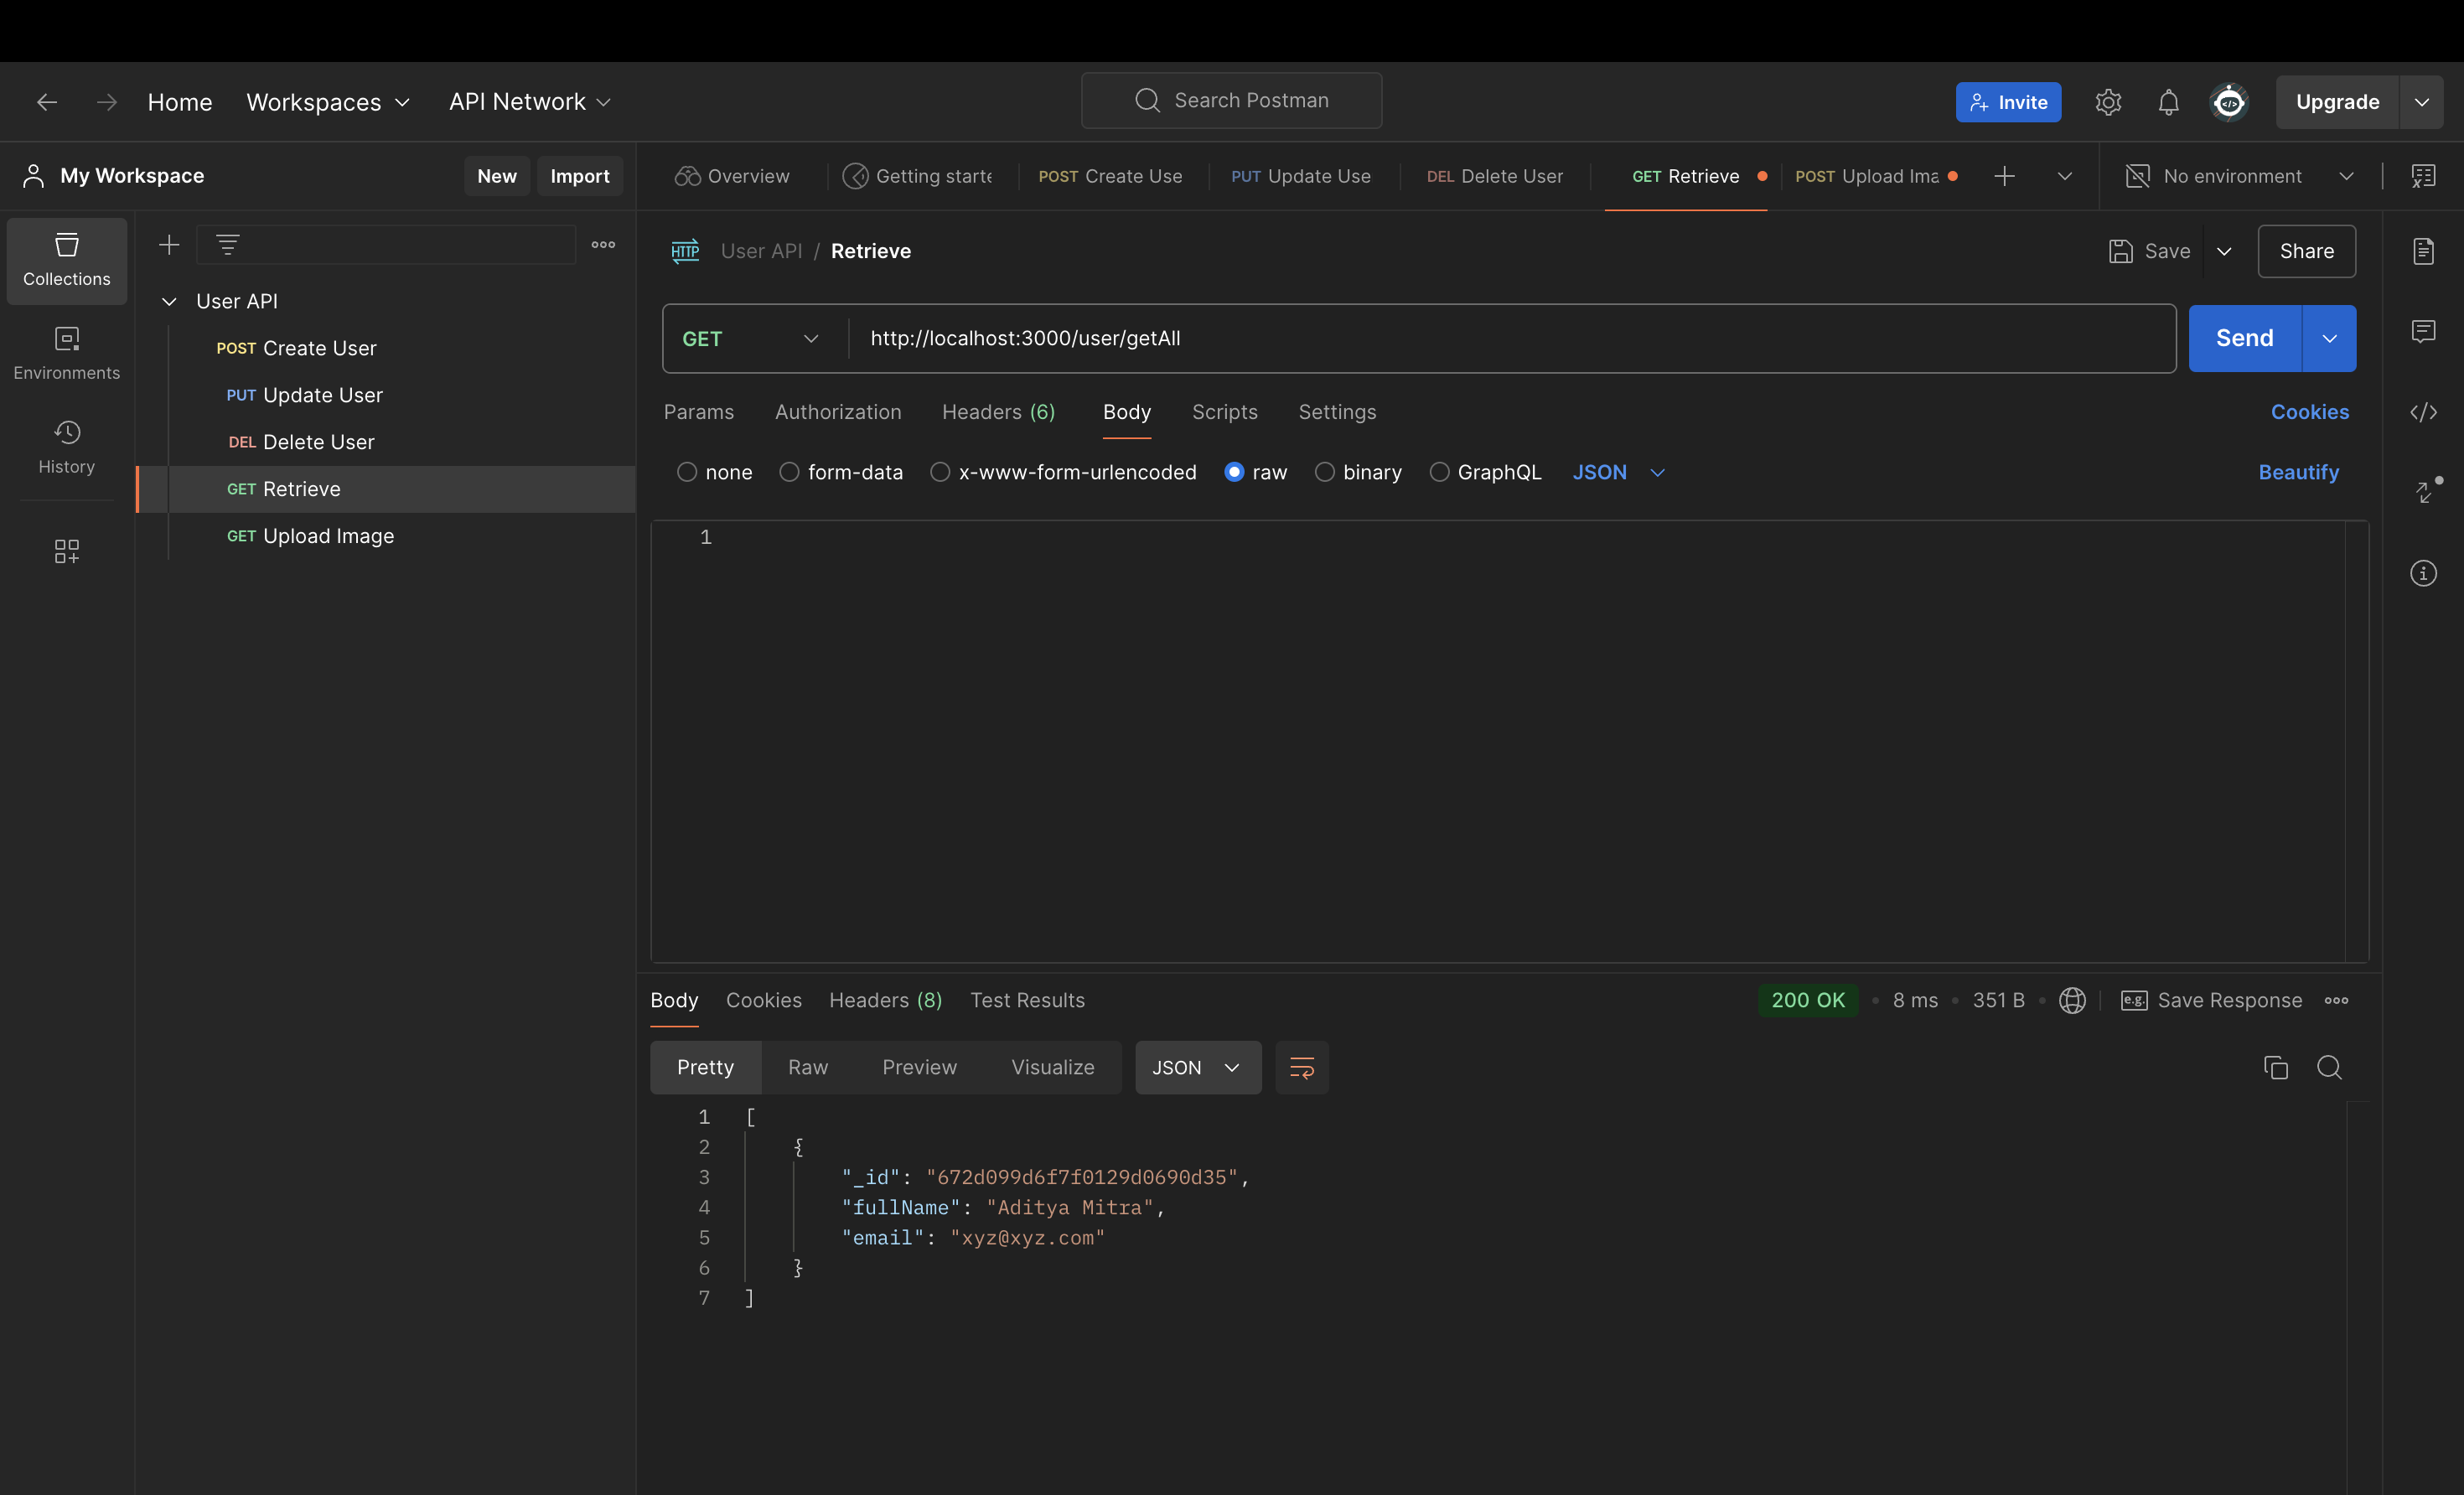 Home Workspaces API Network Search Postman Invite Upgrade
My Workspace New Import Overview Getting starte POST Create Use PUT Update Use DEL Delete User GET Retrieve POST Upload Ima No environment
Collections
Environments
History
User API
POST Create User
PUT Update User
DEL Delete User
GET Retrieve
GET Upload Image
HTTP User API / Retrieve Save Share
GET http://localhost:3000/user/getAll Send
Params Authorization Headers (6) Body Scripts Settings Cookies
none form-data x-www-form-urlencoded raw binary GraphQL JSON Beautify
1
Body Cookies Headers (8) Test Results 200 OK • 8 ms • 351 B • e.g. Save Response
Pretty Raw Preview Visualize JSON
1 [
2 {
3 "_id": "672d099d6f7f0129d0690d35",
4 "fullName": "Aditya Mitra",
5 "email": "xyz@xyz.com"
6 }
7 ]